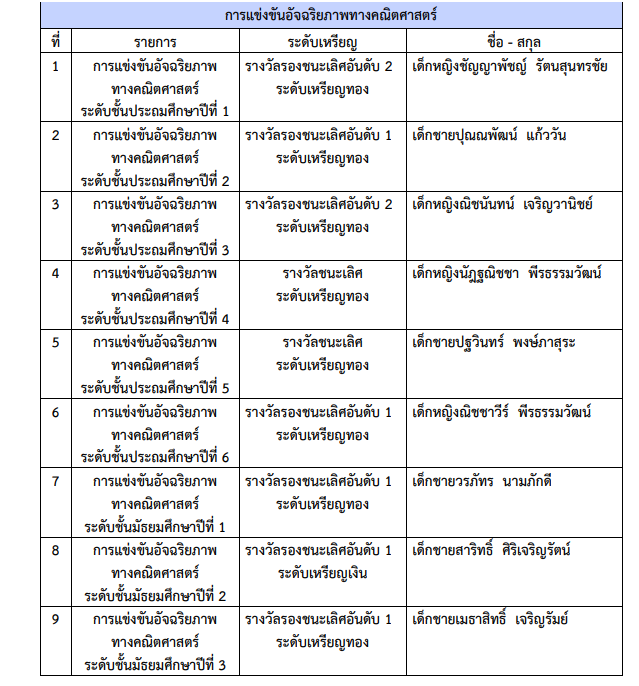 การแข่งขันอัจฉริยภาพทางคณิตศาสตร์
ที่ รายการ ระดับเหรียญ ชื่อ - สกุล
1 การแข่งขันอัจฉริยภาพ รางวัลรองชนะเลิศอันดับ 2 เด็กหญิงชัญญาพัชญ์ รัตนสุนทรชัย
ทางคณิตศาสตร์ ระดับเหรียญทอง
ระดับชั้นประถมศึกษาปีที่ 1
2 การแข่งขันอัจฉริยภาพ รางวัลรองชนะเลิศอันดับ 1 เด็กชายปุณณพัฒน์ แก้ววัน
ทางคณิตศาสตร์ ระดับเหรียญทอง
ระดับชั้นประถมศึกษาปีที่ 2
3 การแข่งขันอัจฉริยภาพ รางวัลรองชนะเลิศอันดับ 2 เด็กหญิงณิชนันทน์ เจริญวานิชย์
ทางคณิตศาสตร์ ระดับเหรียญทอง
ระดับชั้นประถมศึกษาปีที่ 3
4 การแข่งขันอัจฉริยภาพ รางวัลชนะเลิศ เด็กหญิงนัฎฐณิชชา พีรธรรมวัฒน์
ทางคณิตศาสตร์ ระดับเหรียญทอง
ระดับชั้นประถมศึกษาปีที่ 4
5 การแข่งขันอัจฉริยภาพ รางวัลชนะเลิศ เด็กชายปฐวินทร์ พงษ์ภาสุระ
ทางคณิตศาสตร์ ระดับเหรียญทอง
ระดับชั้นประถมศึกษาปีที่ 5
6 การแข่งขันอัจฉริยภาพ รางวัลรองชนะเลิศอันดับ 1 เด็กหญิงณิชชาวีร์ พีรธรรมวัฒน์
ทางคณิตศาสตร์ ระดับเหรียญทอง
ระดับชั้นประถมศึกษาปีที่ 6
7 การแข่งขันอัจฉริยภาพ รางวัลรองชนะเลิศอันดับ 1 เด็กชายวรภัทร นามภักดี
ทางคณิตศาสตร์ ระดับเหรียญทอง
ระดับชั้นมัธยมศึกษาปีที่ 1
8 การแข่งขันอัจฉริยภาพ รางวัลรองชนะเลิศอันดับ 1 เด็กชายสาริทธิ์ ศิริเจริญรัตน์
ทางคณิตศาสตร์ ระดับเหรียญเงิน
ระดับชั้นมัธยมศึกษาปีที่ 2
9 การแข่งขันอัจฉริยภาพ รางวัลรองชนะเลิศอันดับ 1 เด็กชายเมธาสิทธิ์ เจริญรัมย์
ทางคณิตศาสตร์ ระดับเหรียญทอง
ระดับชั้นมัธยมศึกษาปีที่ 3